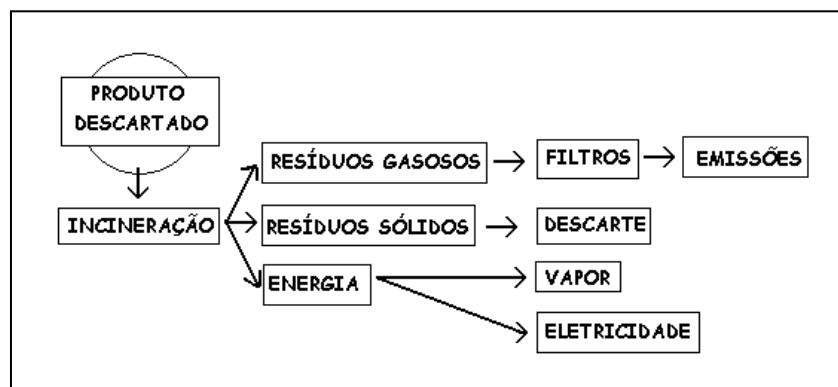 PRODUTO
DESCARTADO
RESÍDUOS GASOSOS
FILTROS
EMISSÕES
INCINERAÇÃO
RESÍDUOS SÓLIDOS
DESCARTE
ENERGIA
VAPOR
ELETRICIDADE